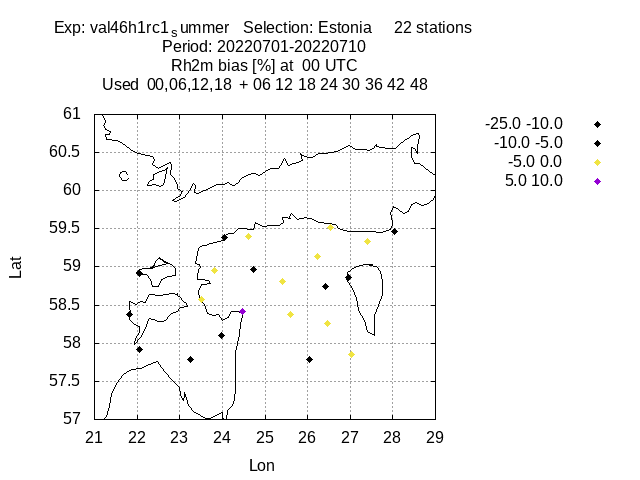 Exp: val46h1rc1summer   Selection: Estonia     22 stations
Period: 20220701-20220710
Rh2m bias [%] at  00 UTC
Used  00,06,12,18  + 06 12 18 24 30 36 42 48
-25.0 -10.0
-10.0 -5.0
-5.0 0.0
5.0 10.0
61
60.5
60
59.5
59
58.5
58
57.5
57
Lat
21 22 23 24 25 26 27 28 29
Lon